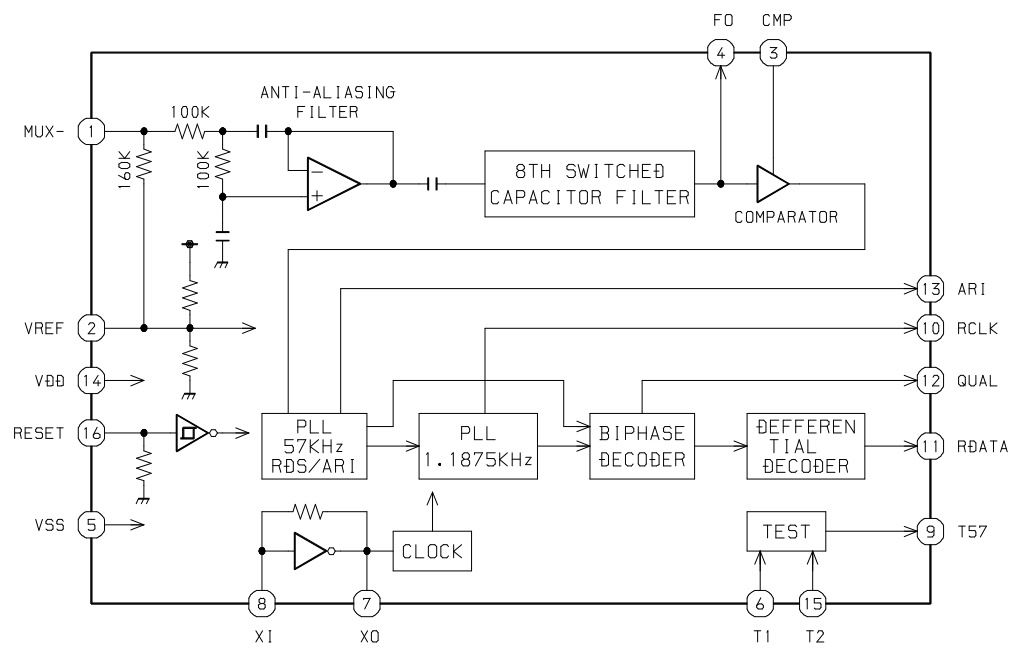 FO CMP
4 3
ANTI-ALIASING
FILTER
100K
MUX- 1
160K
100K
−
+
8TH SWITCHED
CAPACITOR FILTER
COMPARATOR
13 ARI
VREF 2
10 RCLK
VDD 14
12 QUAL
RESET 16
PLL
57KHz
RDS/ARI
PLL
1.1875KHz
BIPHASE
DECODER
DEFFEREN
TIAL
DECODER
11 RDATA
VSS 5
CLOCK
TEST
9 T57
8 7 6 15
XI XO T1 T2